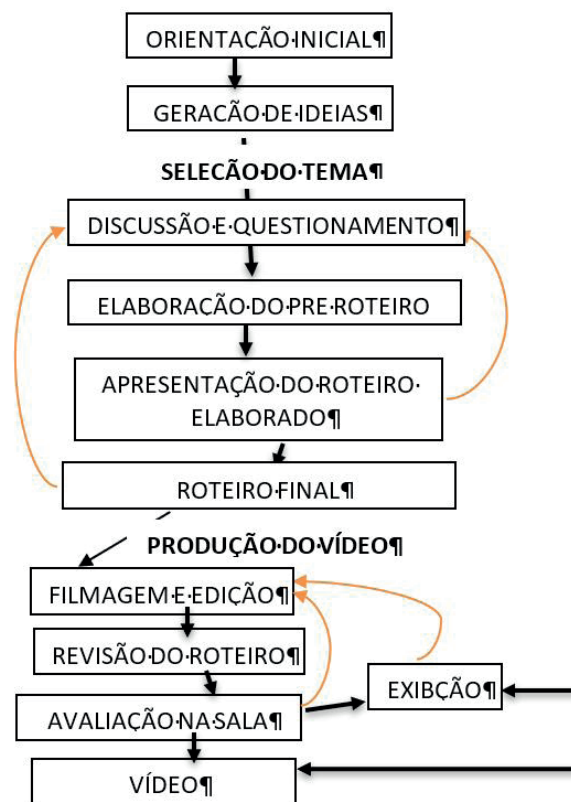 ORIENTAÇÃO·INICIAL¶
GERACÃO·DE·IDEIAS¶
SELECÃO·DO·TEMA¶
DISCUSSÃO·E·QUESTIONAMENTO¶
ELABORAÇÃO·DO·PRE·ROTEIRO
APRESENTAÇÃO·DO·ROTEIRO·
ELABORADO¶
ROTEIRO·FINAL¶
PRODUÇÃO·DO·VÍDEO¶
FILMAGEM·E·EDIÇÃO¶
REVISÃO·DO·ROTEIRO¶
EXIBÇÃO¶
AVALIAÇÃO·NA·SALA¶
VÍDEO¶